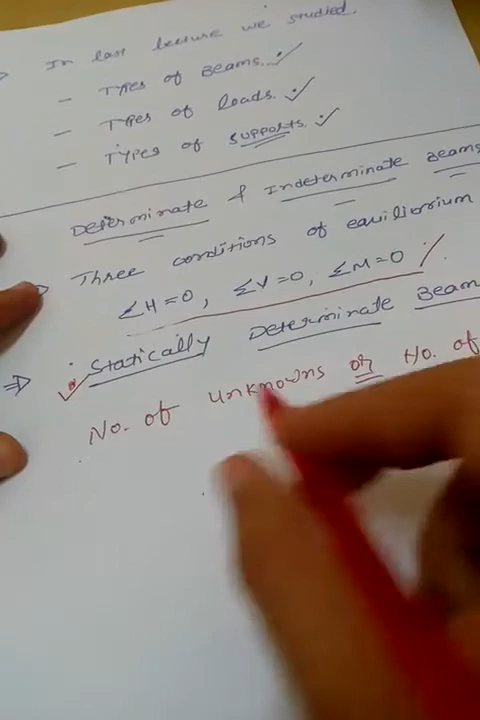 In last lecture we studied.
- Types of Beams. ✓
- Types of loads. ✓
- Types of supports. ✓
Determinate & Indeterminate Beams
Three conditions of equilibrium
ΣH = 0, ΣV = 0, ΣM = 0
⇒ Statically Determinate Beam
No. of unknowns or No. of